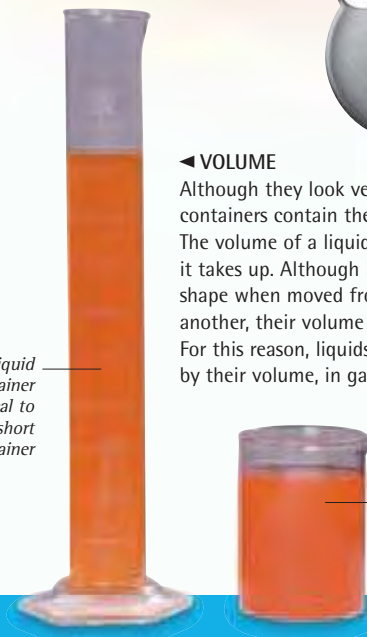 ◄ VOLUME
Although they look ve
containers contain the
The volume of a liquid
it takes up. Although
shape when moved fro
another, their volume
For this reason, liquids
by their volume, in ga
iquid
ainer
al to
short
ainer